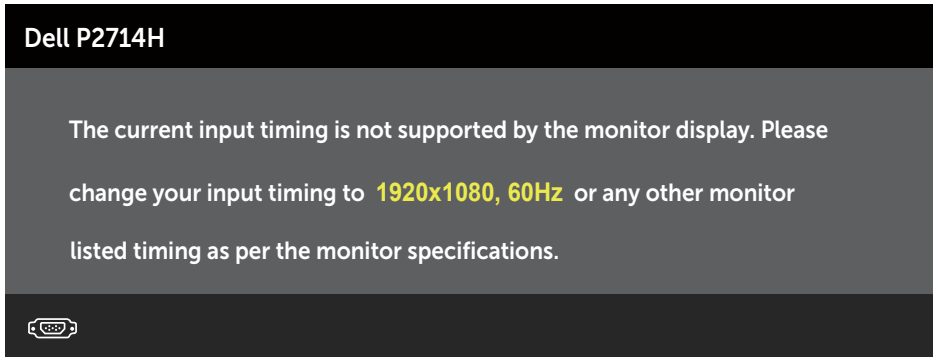 Dell P2714H
The current input timing is not supported by the monitor display. Please
change your input timing to 1920x1080, 60Hz or any other monitor
listed timing as per the monitor specifications.